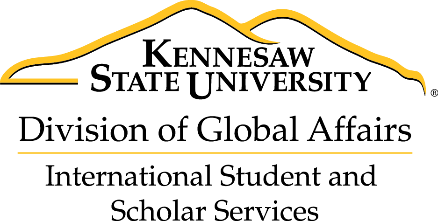 KENNESAW
STATE UNIVERSITY
®
Division of Global Affairs
International Student and
Scholar Services